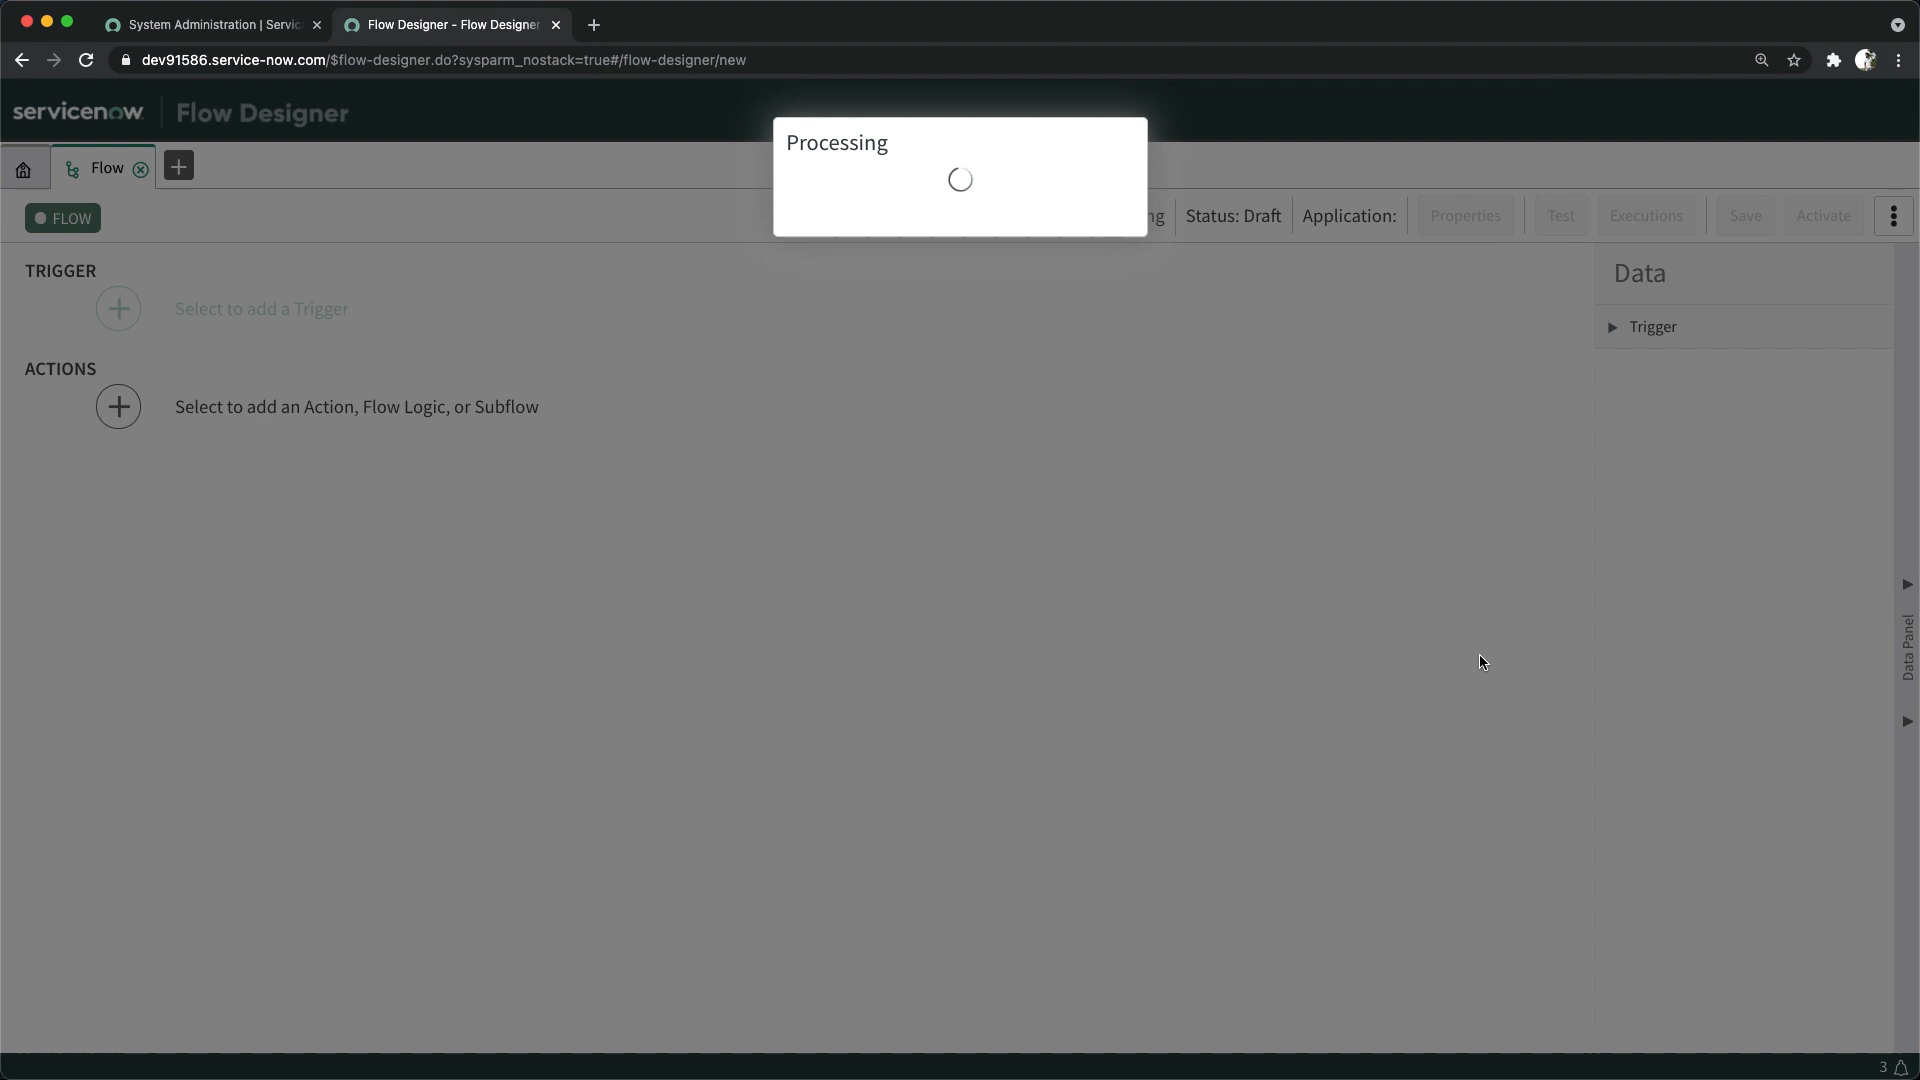 System Administration | Servic
Flow Designer - Flow Designer
dev91586.service-now.com/$flow-designer.do?sysparm_nostack=true#/flow-designer/new
servicenow
Flow Designer
Processing
Flow
FLOW
ng
Status: Draft
Application:
Properties
Test
Executions
Save
Activate
TRIGGER
Select to add a Trigger
ACTIONS
Select to add an Action, Flow Logic, or Subflow
Data
Trigger
Data Panel
3